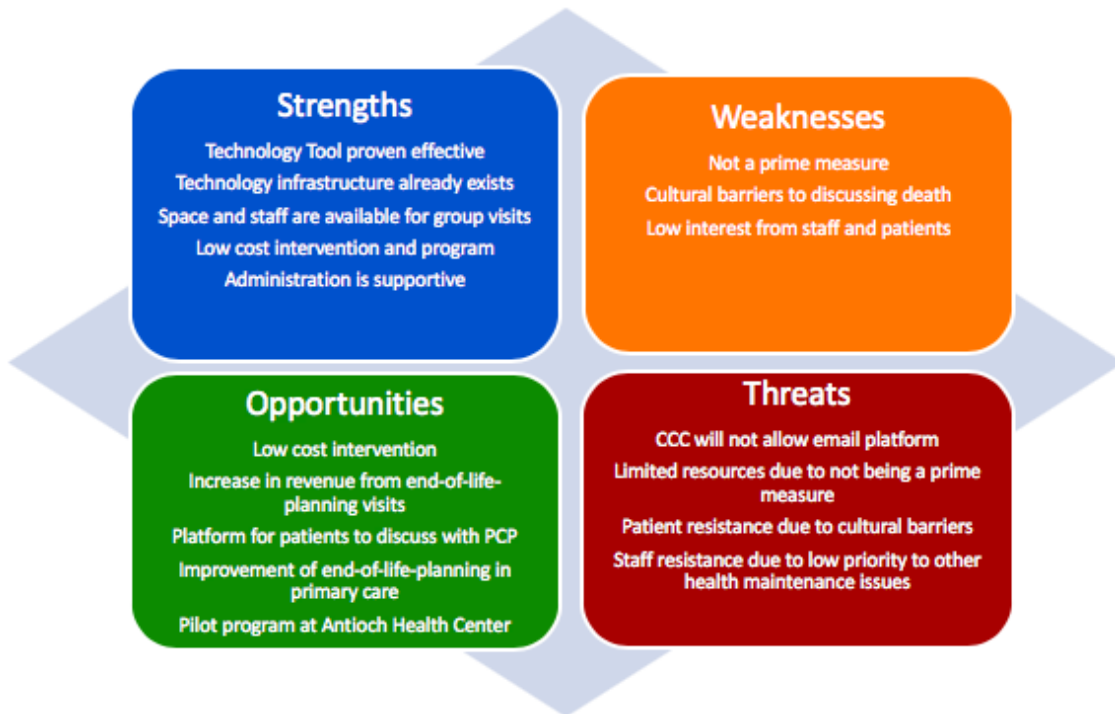 Strengths
Technology Tool proven effective
Technology infrastructure already exists
Space and staff are available for group visits
Low cost intervention and program
Administration is supportive
Weaknesses
Not a prime measure
Cultural barriers to discussing death
Low interest from staff and patients
Opportunities
Low cost intervention
Increase in revenue from end-of-life-
planning visits
Platform for patients to discuss with PCP
Improvement of end-of-life-planning in
primary care
Pilot program at Antioch Health Center
Threats
CCC will not allow email platform
Limited resources due to not being a prime
measure
Patient resistance due to cultural barriers
Staff resistance due to low priority to other
health maintenance issues